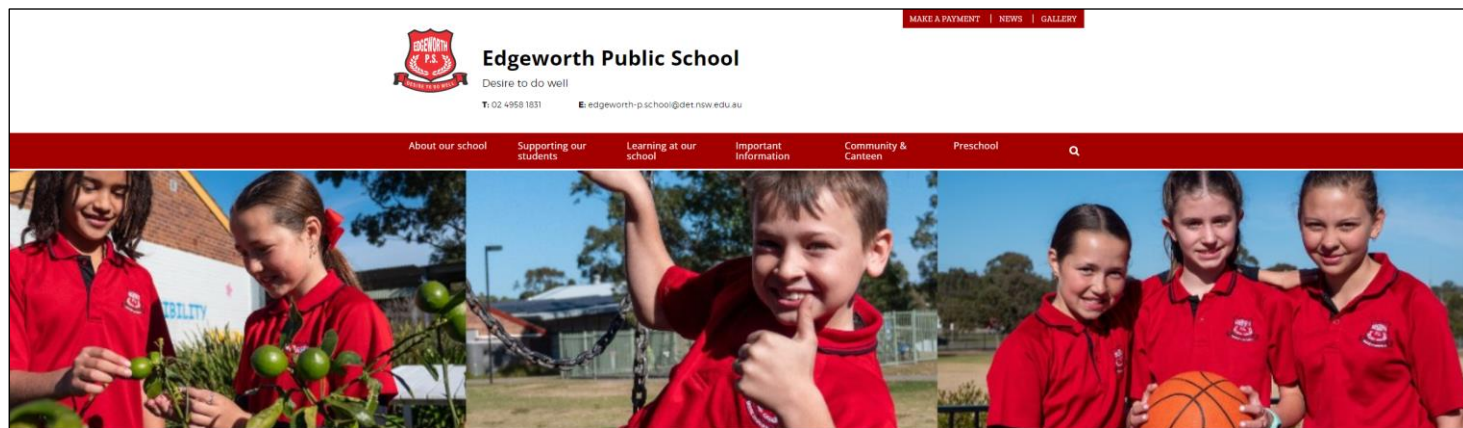 MAKE A PAYMENT | NEWS | GALLERY
EDGEWORTH
P.S.
DESIRE TO DO WELL
Edgeworth Public School
Desire to do well
T: 02 4958 1831 E: edgeworth-p.school@det.nsw.edu.au
About our school
Supporting our
students
Learning at our
school
Important
Information
Community &
Canteen
Preschool
IBILITY